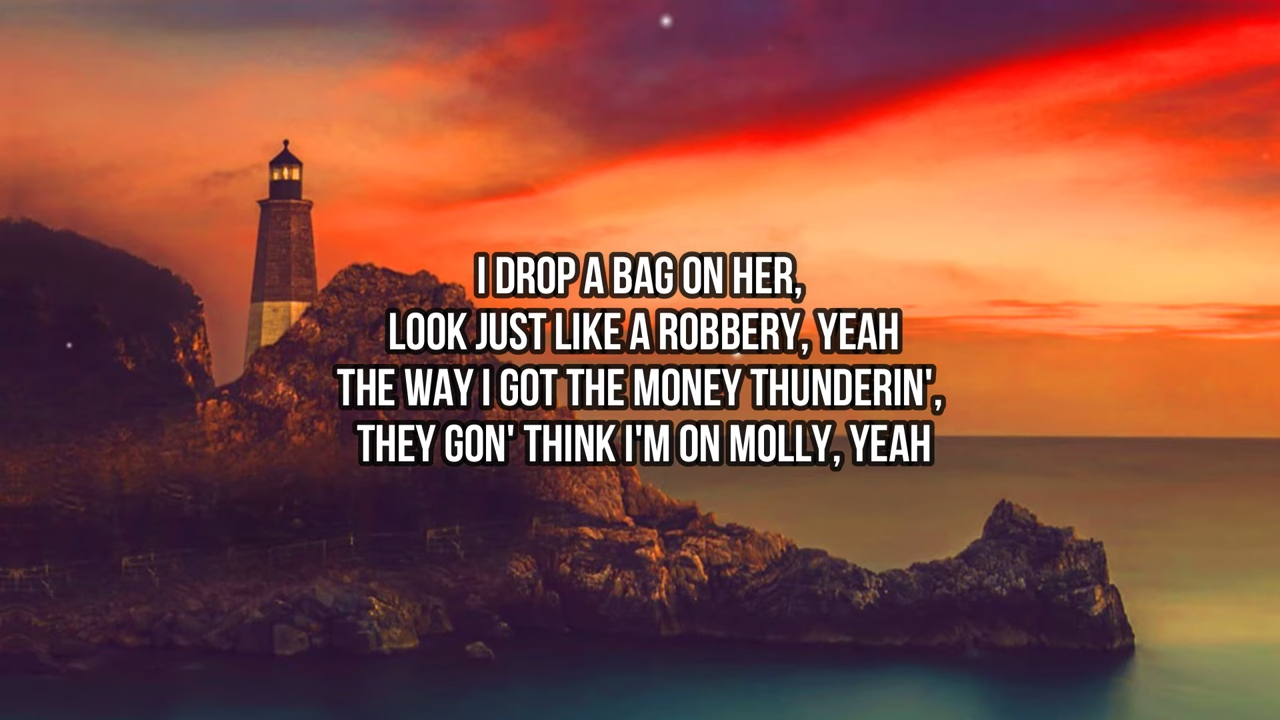 I DROP A BAG ON HER,
LOOK JUST LIKE A ROBBERY, YEAH
THE WAY I GOT THE MONEY THUNDERIN',
THEY GON' THINK I'M ON MOLLY, YEAH